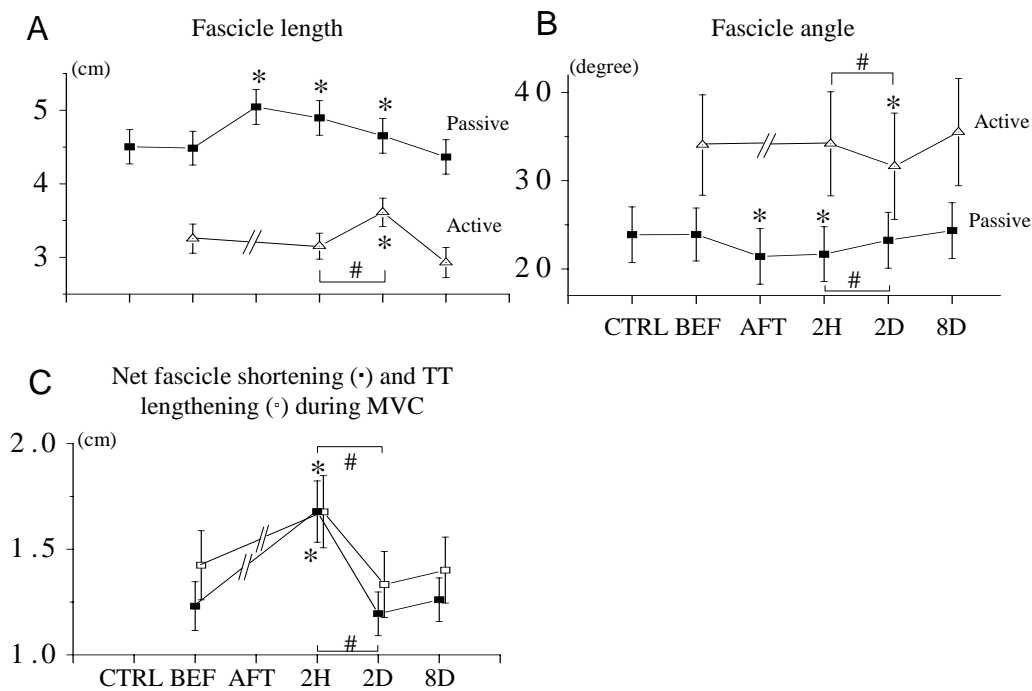 A
Fascicle length
(cm)
5
4
3
*
*
*
Passive
Active
*
#
B
Fascicle angle
(degree)
40
30
20
#
*
Active
*
*
Passive
#
CTRL BEF AFT 2H 2D 8D
C
Net fascicle shortening (▪) and TT
lengthening (▫) during MVC
(cm)
2.0
1.5
1.0
*
#
*
#
CTRL BEF AFT 2H 2D 8D